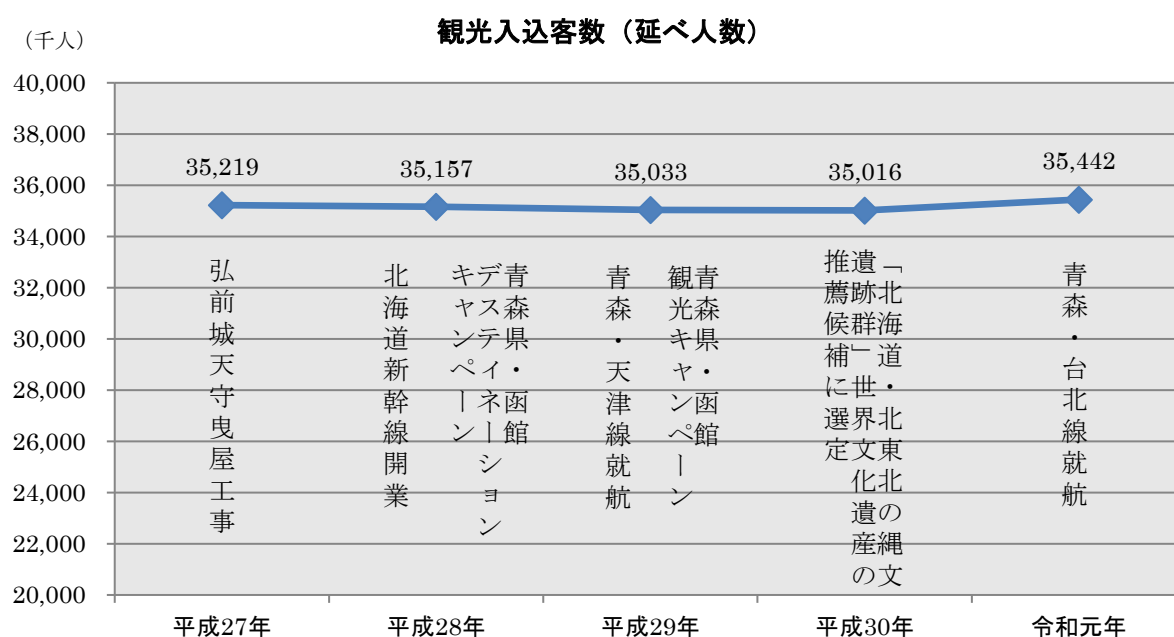 観光入込客数（延べ人数）
（千人）
40,000
38,000
36,000
34,000
32,000
30,000
28,000
26,000
24,000
22,000
20,000
35,219
35,157
35,033
35,016
35,442
弘前城天守曳屋工事
北海道新幹線開業
青森県・函館
デスティネーション
キャンペーン
青森・天津線就航
青森県・函館
観光キャンペーン
「北海道・北東北の縄文
遺跡群」世界文化遺産の
推薦候補に選定
青森・台北線就航
平成27年
平成28年
平成29年
平成30年
令和元年